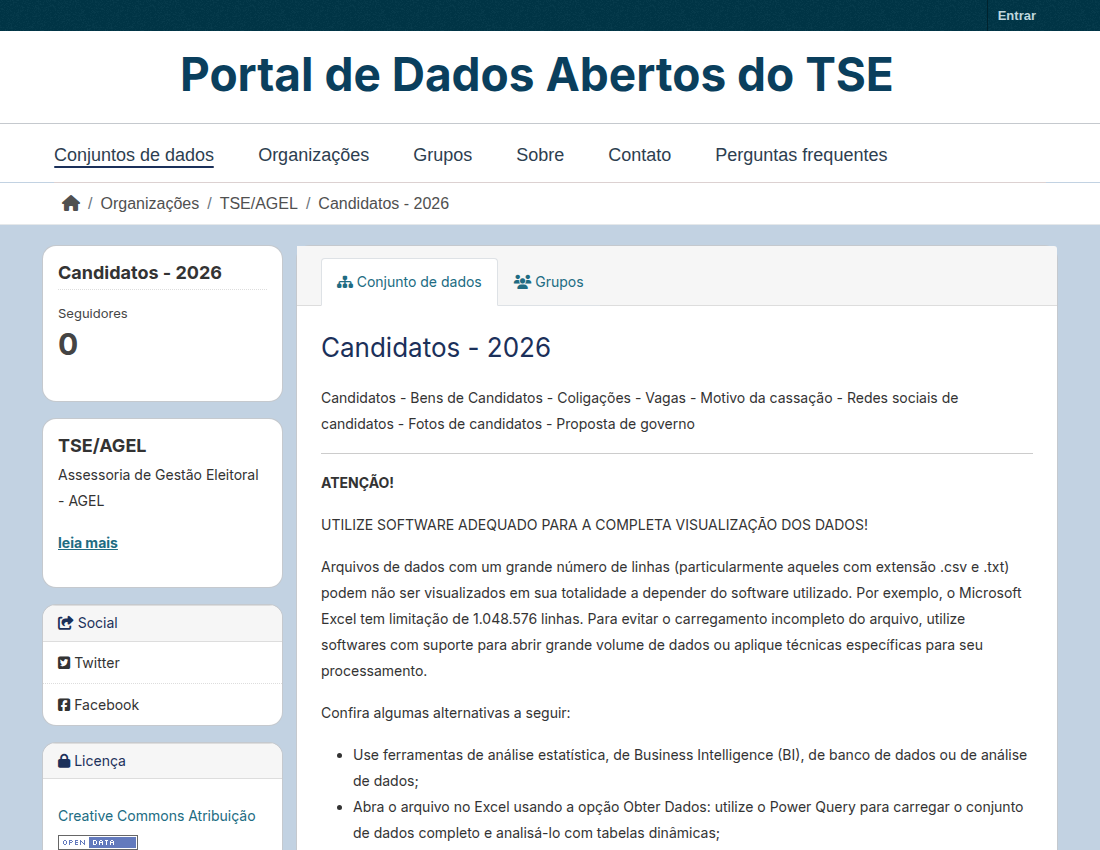 Entrar
Portal de Dados Abertos do TSE
Conjuntos de dados Organizações Grupos Sobre Contato Perguntas frequentes
/ Organizações / TSE/AGEL / Candidatos - 2026
Candidatos - 2026
Seguidores
0
TSE/AGEL
Assessoria de Gestão Eleitoral
- AGEL
leia mais
Social
Twitter
Facebook
Licença
Creative Commons Atribuição
OPEN DATA
Conjunto de dados Grupos
Candidatos - 2026
Candidatos - Bens de Candidatos - Coligações - Vagas - Motivo da cassação - Redes sociais de
candidatos - Fotos de candidatos - Proposta de governo
ATENÇÃO!
UTILIZE SOFTWARE ADEQUADO PARA A COMPLETA VISUALIZAÇÃO DOS DADOS!
Arquivos de dados com um grande número de linhas (particularmente aqueles com extensão .csv e .txt)
podem não ser visualizados em sua totalidade a depender do software utilizado. Por exemplo, o Microsoft
Excel tem limitação de 1.048.576 linhas. Para evitar o carregamento incompleto do arquivo, utilize
softwares com suporte para abrir grande volume de dados ou aplique técnicas específicas para seu
processamento.
Confira algumas alternativas a seguir:
• Use ferramentas de análise estatística, de Business Intelligence (BI), de banco de dados ou de análise
de dados;
• Abra o arquivo no Excel usando a opção Obter Dados: utilize o Power Query para carregar o conjunto
de dados completo e analisá-lo com tabelas dinâmicas;